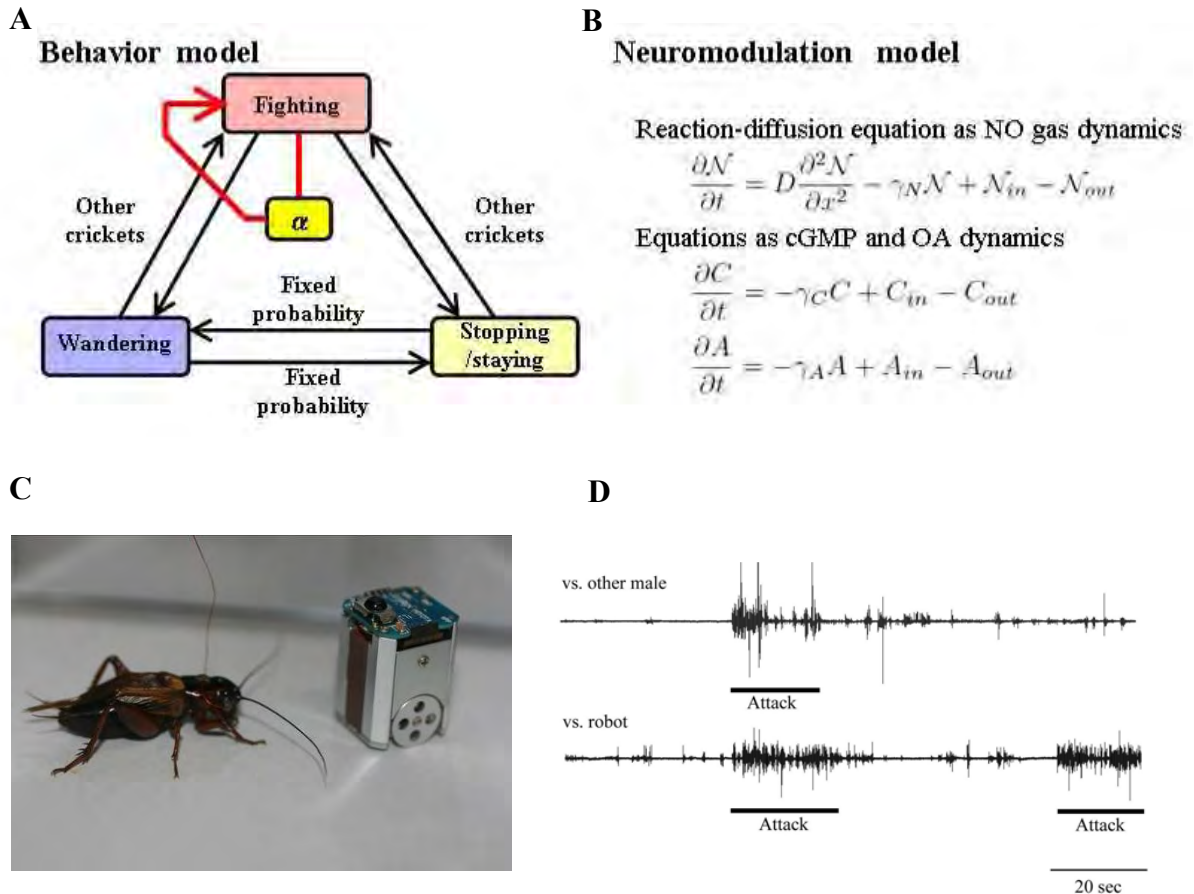 A
Behavior model
Fighting
α
Other
crickets
Other
crickets
Fixed
probability
Wandering
Stopping
/staying
Fixed
probability
B
Neuromodulation model
Reaction-diffusion equation as NO gas dynamics
∂N/∂t = D ∂²N/∂x² − γ_N N + N_in − N_out
Equations as cGMP and OA dynamics
∂C/∂t = −γ_C C + C_in − C_out
∂A/∂t = −γ_A A + A_in − A_out
C
D
vs. other male
Attack
vs. robot
Attack
Attack
20 sec